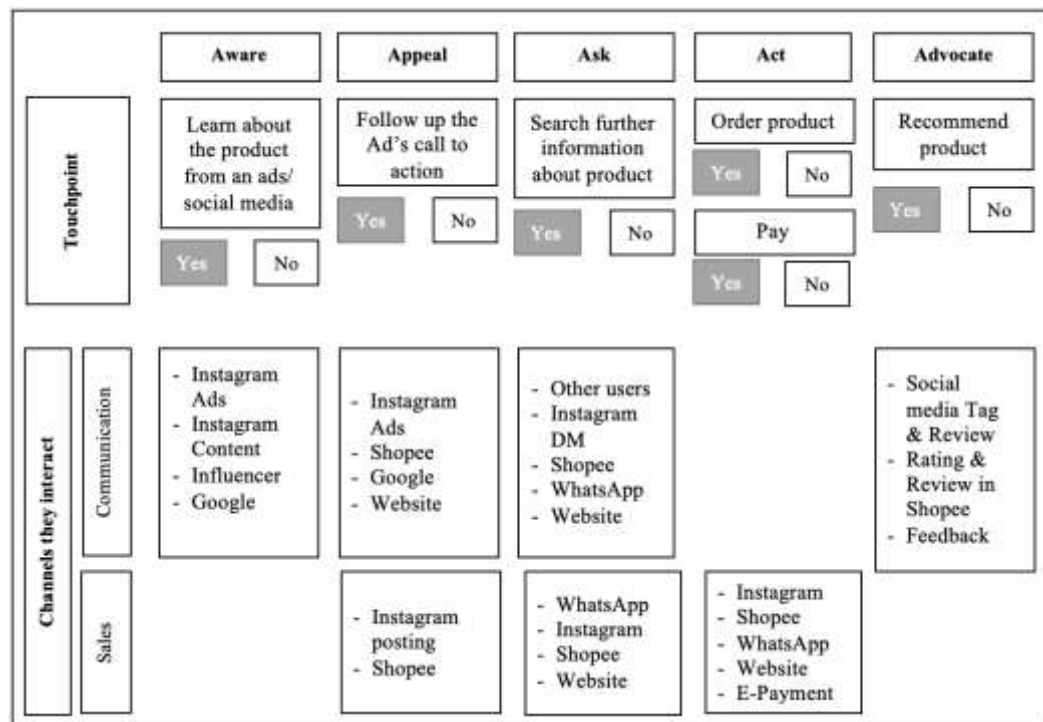 Aware
Appeal
Ask
Act
Advocate
Touchpoint
Learn about
the product
from an ads/
social media
Yes
No
Follow up the
Ad's call to
action
Yes
No
Search further
information
about product
Yes
No
Order product
Yes
No
Pay
Yes
No
Recommend
product
Yes
No
Channels they interact
Communication
- Instagram
Ads
- Instagram
Content
- Influencer
- Google
- Instagram
Ads
- Shopee
- Google
- Website
- Other users
- Instagram
DM
- Shopee
- WhatsApp
- Website
- Social
media Tag
& Review
- Rating &
Review in
Shopee
- Feedback
Sales
- Instagram
posting
- Shopee
- WhatsApp
- Instagram
- Shopee
- Website
- Instagram
- Shopee
- WhatsApp
- Website
- E-Payment